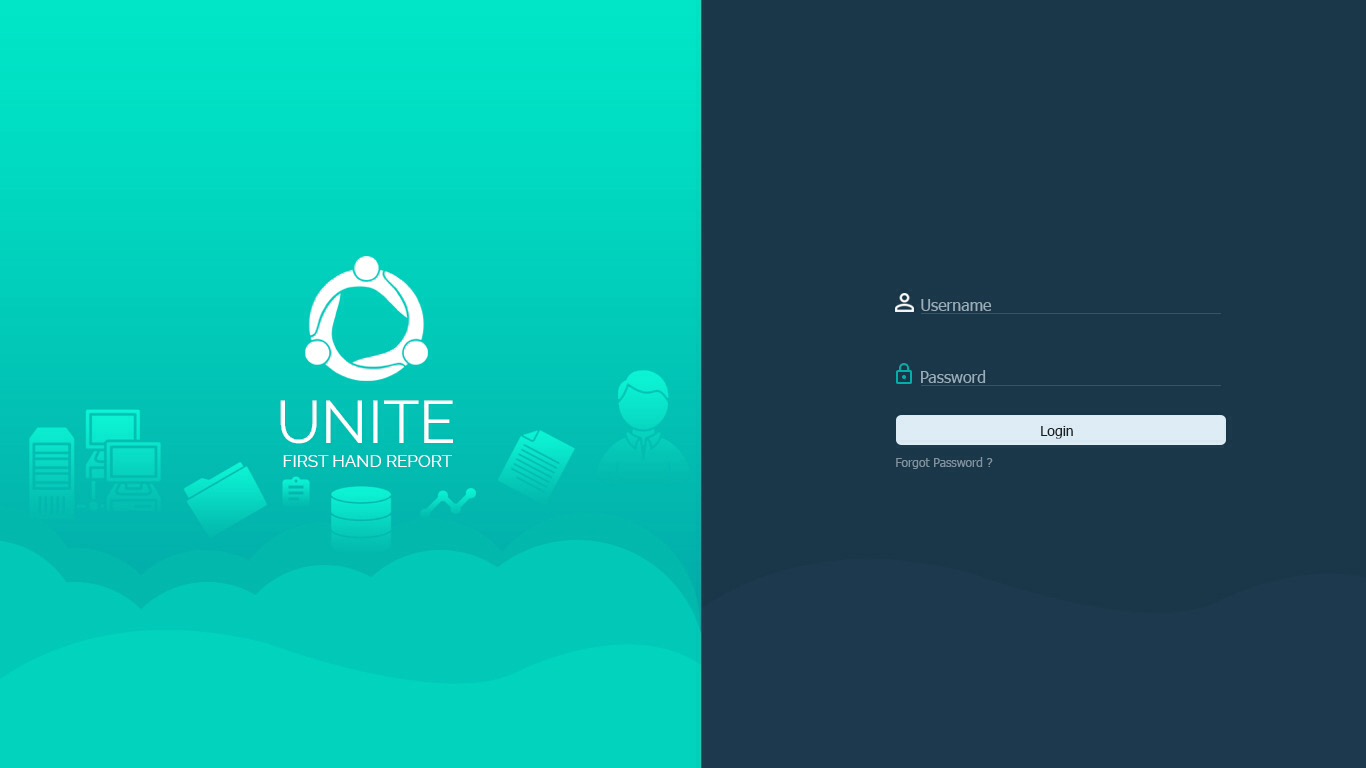 UNITE
FIRST HAND REPORT
Username
Password
Login
Forgot Password ?